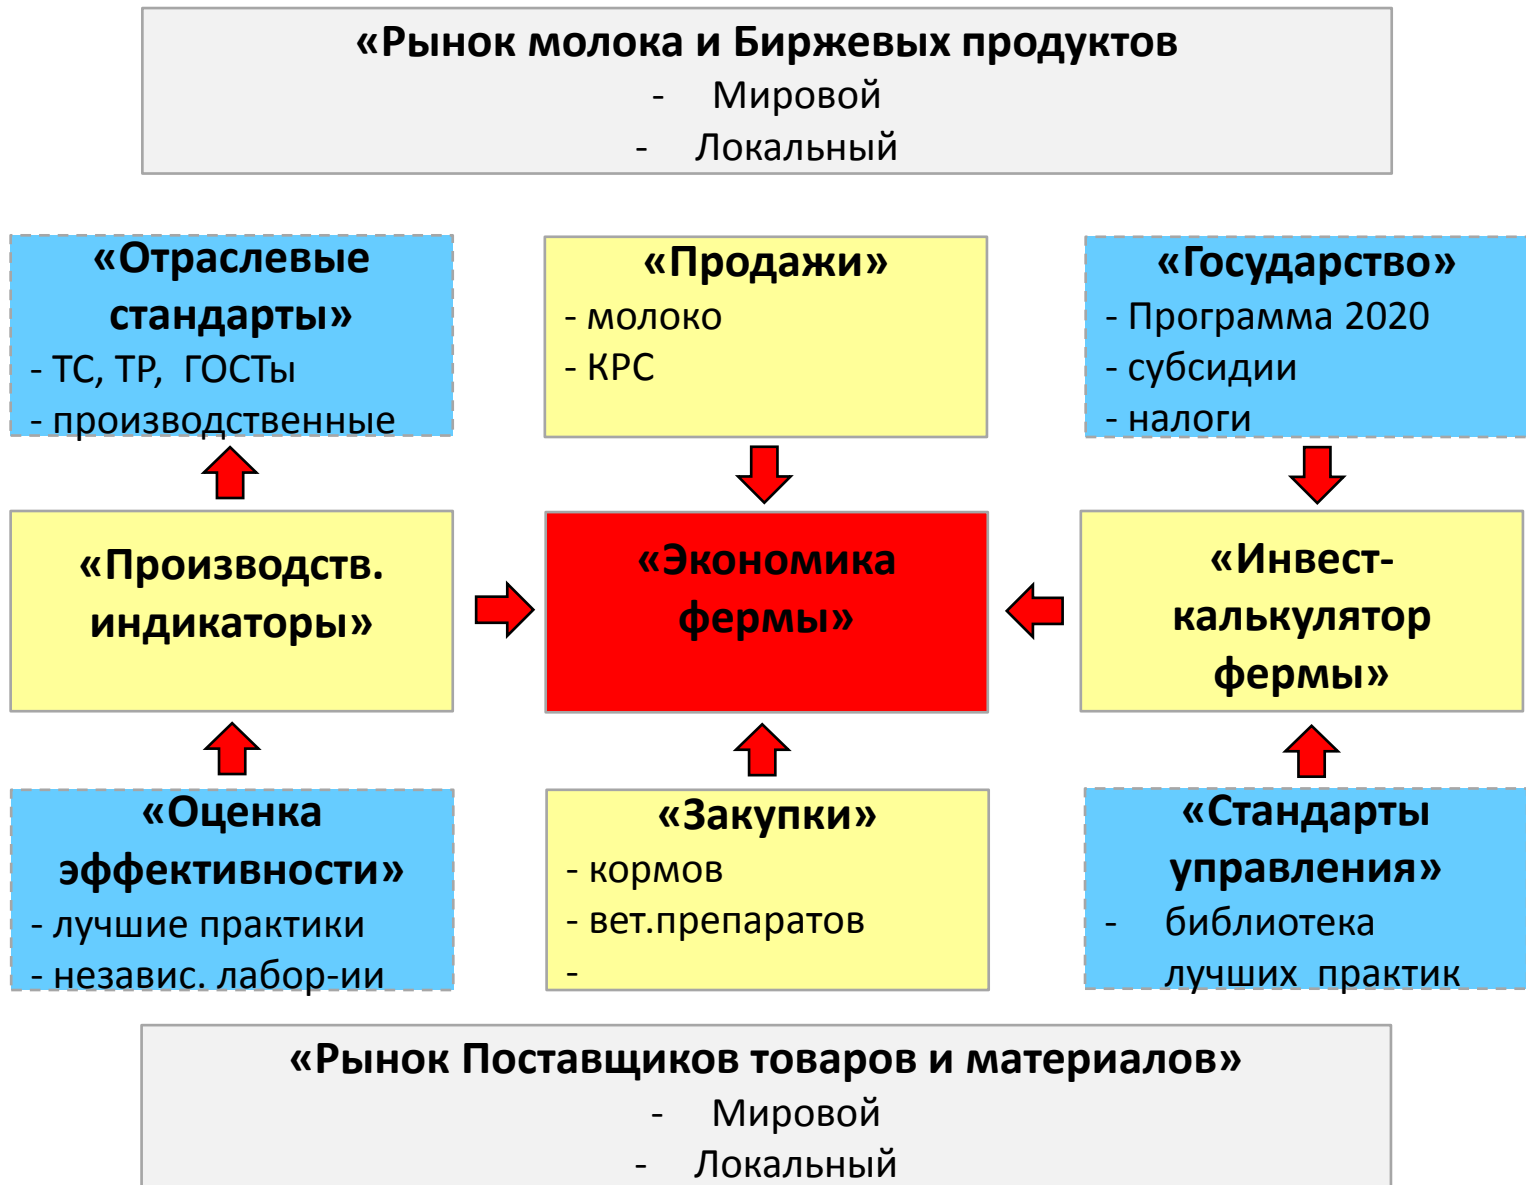 «Рынок молока и Биржевых продуктов
- Мировой
- Локальный
«Отраслевые
стандарты»
- ТС, ТР, ГОСТы
- производственные
«Продажи»
- молоко
- КРС
«Государство»
- Программа 2020
- субсидии
- налоги
«Производств.
индикаторы»
«Экономика
фермы»
«Инвест-
калькулятор
фермы»
«Оценка
эффективности»
- лучшие практики
- независ. лабор-ии
«Закупки»
- кормов
- вет.препаратов
-
«Стандарты
управления»
- библиотека
лучших практик
«Рынок Поставщиков товаров и материалов»
- Мировой
- Локальный